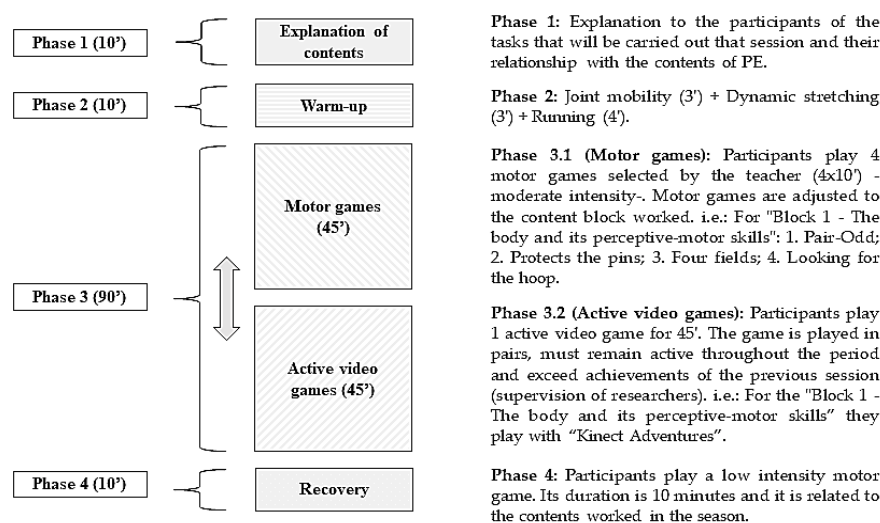 Phase 1 (10’)
Explanation of
contents
Phase 2 (10’)
Warm-up
Motor games
(45’)
Phase 3 (90’)
Active video
games (45’)
Phase 4 (10’)
Recovery
Phase 1: Explanation to the participants of the
tasks that will be carried out that session and their
relationship with the contents of PE.
Phase 2: Joint mobility (3') + Dynamic stretching
(3') + Running (4').
Phase 3.1 (Motor games): Participants play 4
motor games selected by the teacher (4x10') -
moderate intensity-. Motor games are adjusted to
the content block worked. i.e.: For "Block 1 - The
body and its perceptive-motor skills": 1. Pair-Odd;
2. Protects the pins; 3. Four fields; 4. Looking for
the hoop.
Phase 3.2 (Active video games): Participants play
1 active video game for 45'. The game is played in
pairs, must remain active throughout the period
and exceed achievements of the previous session
(supervision of researchers). i.e.: For the "Block 1 -
The body and its perceptive-motor skills” they
play with “Kinect Adventures”.
Phase 4: Participants play a low intensity motor
game. Its duration is 10 minutes and it is related to
the contents worked in the season.